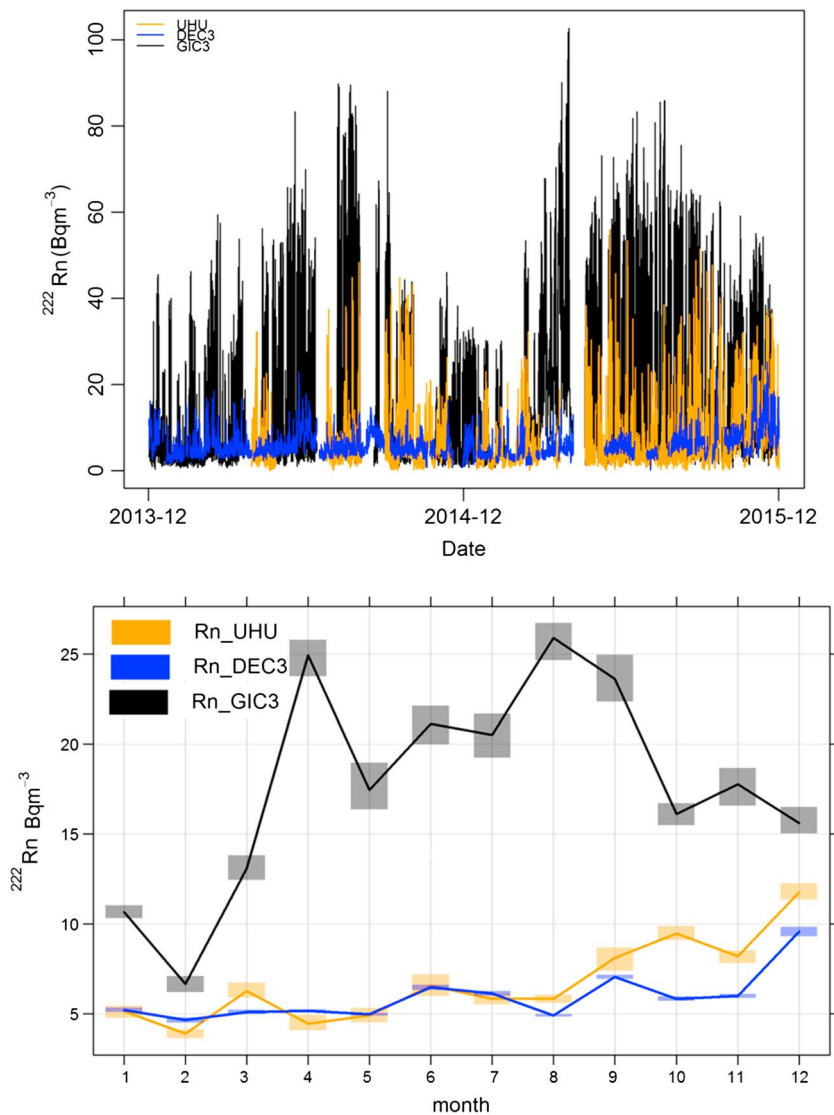 UHU
DEC3
GIC3
100
80
60
40
20
0
²²²Rn (Bqm⁻³)
2013-12 2014-12 2015-12
Date
Rn_UHU
Rn_DEC3
Rn_GIC3
25
20
15
10
5
²²²Rn Bqm⁻³
1 2 3 4 5 6 7 8 9 10 11 12
month